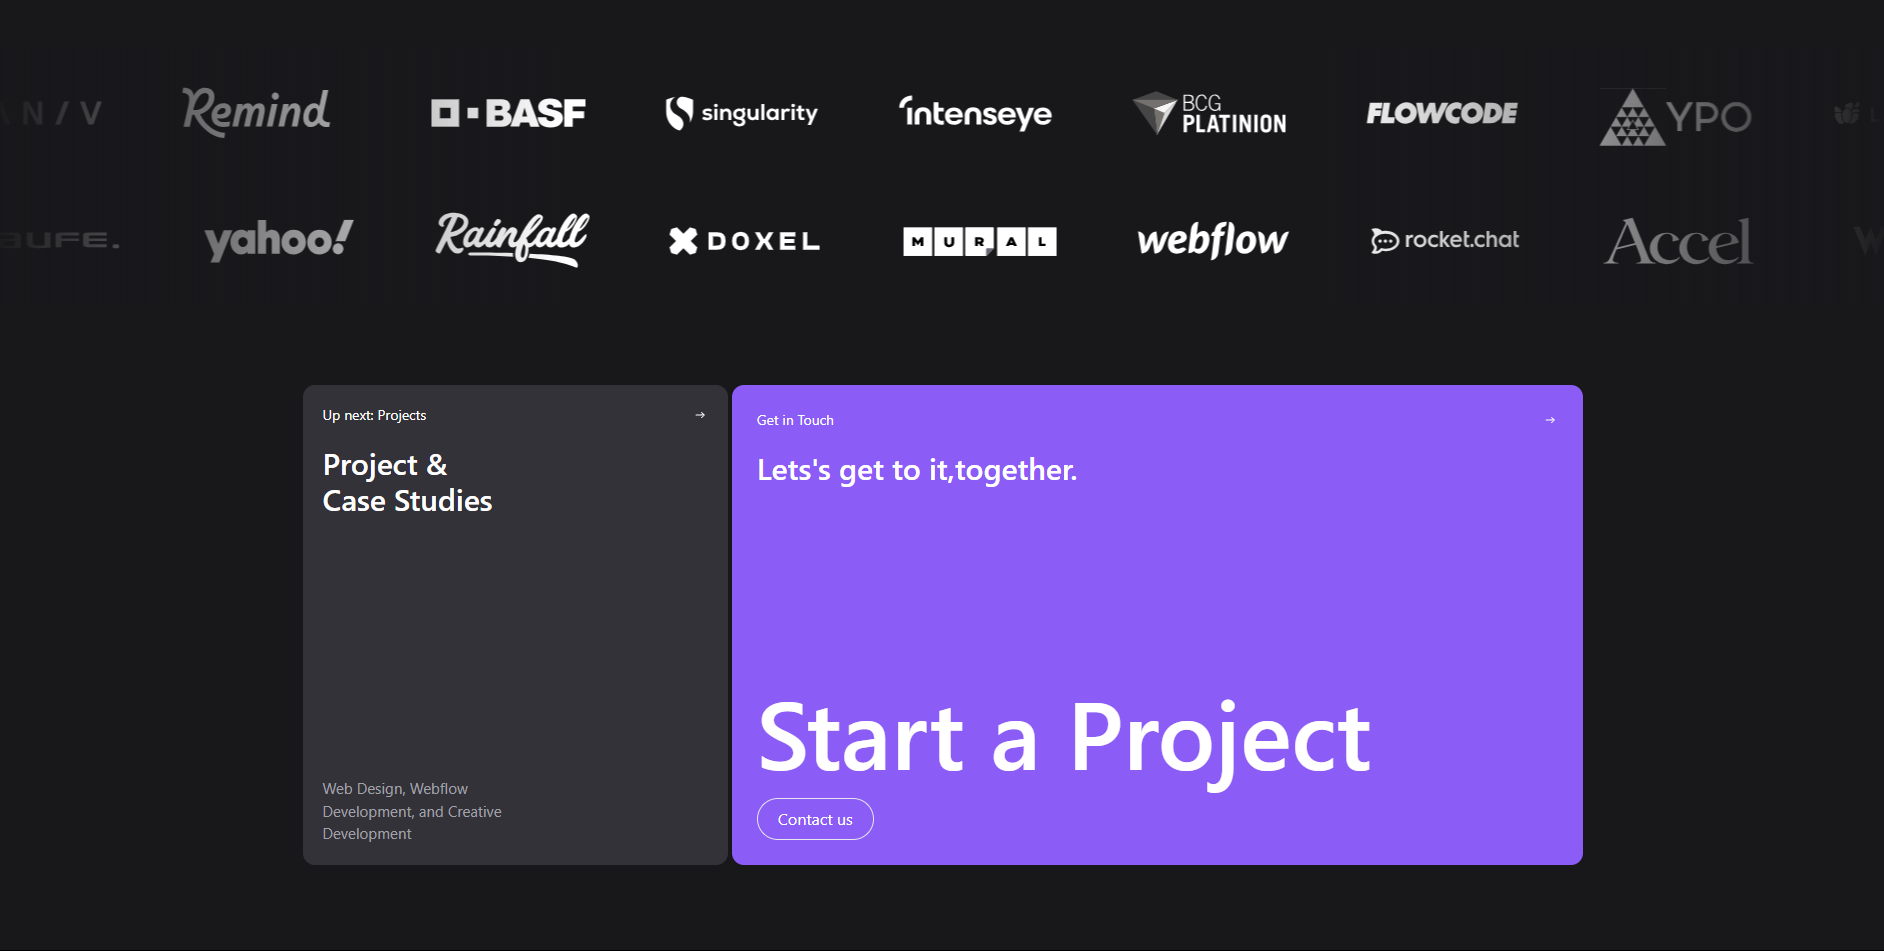 Remind
BASF
singularity
intenseye
BCG
PLATINION
FLOWCODE
YPO
yahoo!
Rainfall
DOXEL
MURAL
webflow
rocket.chat
Accel
Up next: Projects
Project &
Case Studies
Web Design, Webflow
Development, and Creative
Development
Get in Touch
Lets's get to it,together.
Start a Project
Contact us